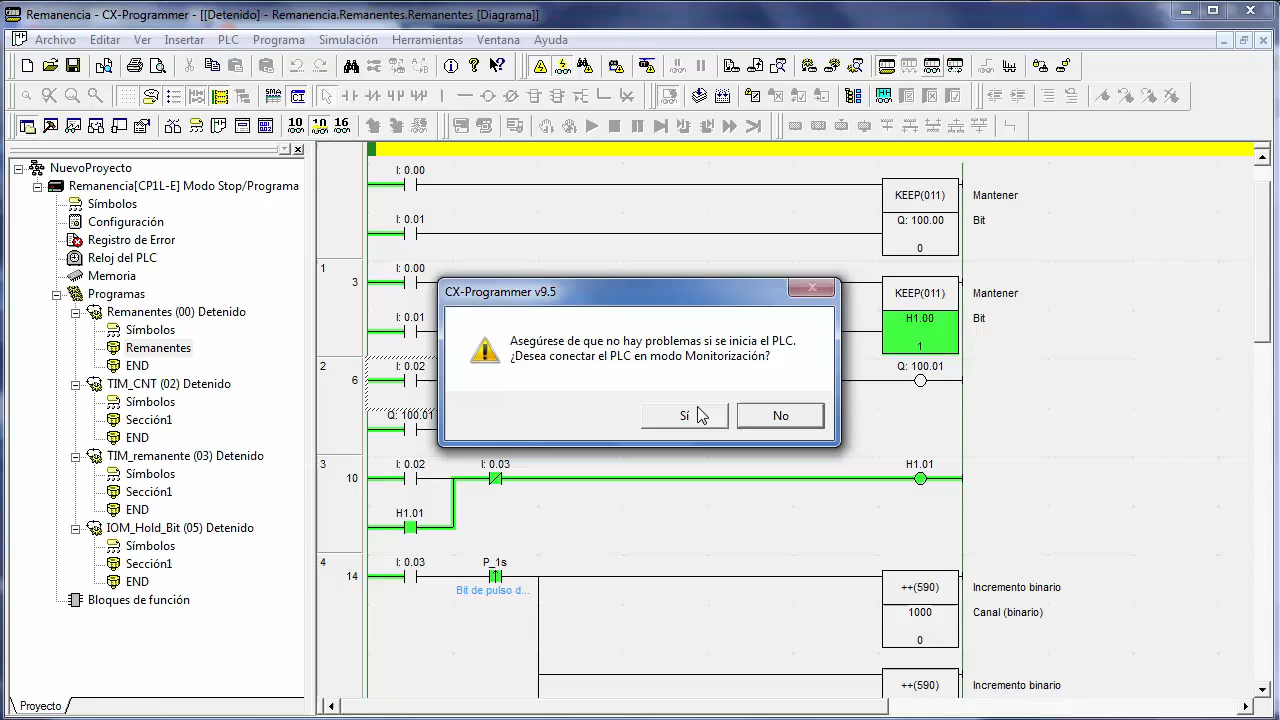 Remanencia - CX-Programmer - [[Detenido] - Remanencia.Remanentes.Remanentes [Diagrama]]
Archivo Editar Ver Insertar PLC Programa Simulación Herramientas Ventana Ayuda
SMA
10 10 16
NuevoProyecto
Remanencia[CP1L-E] Modo Stop/Programa
Símbolos
Configuración
Registro de Error
Reloj del PLC
Memoria
Programas
Remanentes (00) Detenido
Símbolos
Remanentes
END
TIM_CNT (02) Detenido
Símbolos
Sección1
END
TIM_remanente (03) Detenido
Símbolos
Sección1
END
IOM_Hold_Bit (05) Detenido
Símbolos
Sección1
END
Bloques de función
Proyecto
I: 0.00
KEEP(011) Mantener
I: 0.01
Q: 100.00 Bit
0
1
3
I: 0.00
KEEP(011) Mantener
I: 0.01
H1.00 Bit
1
2
6
I: 0.02
Q: 100.01
Q: 100.01
3
10
I: 0.02 I: 0.03 H1.01
H1.01
4
14
I: 0.03 P_1s
Bit de pulso d...
++(590) Incremento binario
1000 Canal (binario)
0
++(590) Incremento binario
CX-Programmer v9.5
Asegúrese de que no hay problemas si se inicia el PLC.
¿Desea conectar el PLC en modo Monitorización?
Sí No